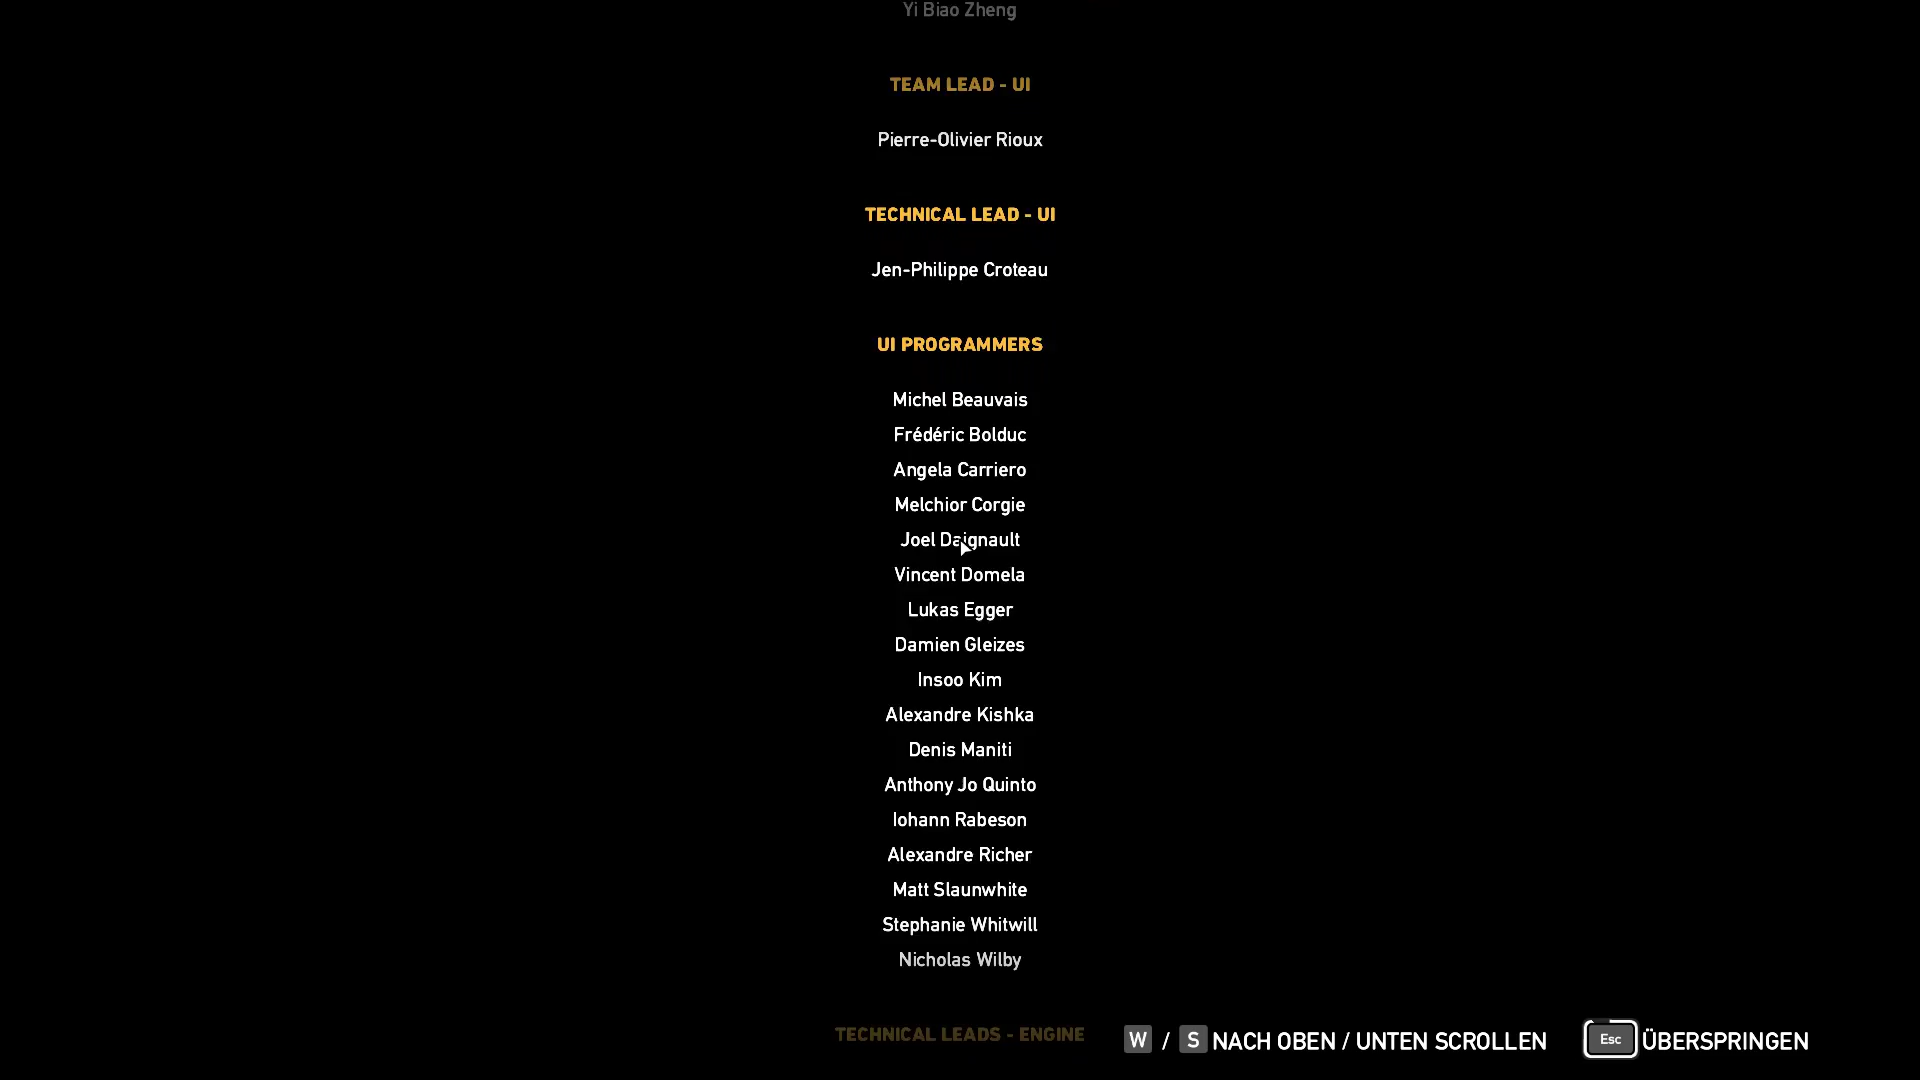 Yi Biao Zheng
TEAM LEAD - UI
Pierre-Olivier Rioux
TECHNICAL LEAD - UI
Jen-Philippe Croteau
UI PROGRAMMERS
Michel Beauvais
Frédéric Bolduc
Angela Carriero
Melchior Corgie
Joel Daignault
Vincent Domela
Lukas Egger
Damien Gleizes
Insoo Kim
Alexandre Kishka
Denis Maniti
Anthony Jo Quinto
Iohann Rabeson
Alexandre Richer
Matt Slaunwhite
Stephanie Whitwill
Nicholas Wilby
TECHNICAL LEADS - ENGINE
W / S NACH OBEN / UNTEN SCROLLEN Esc ÜBERSPRINGEN